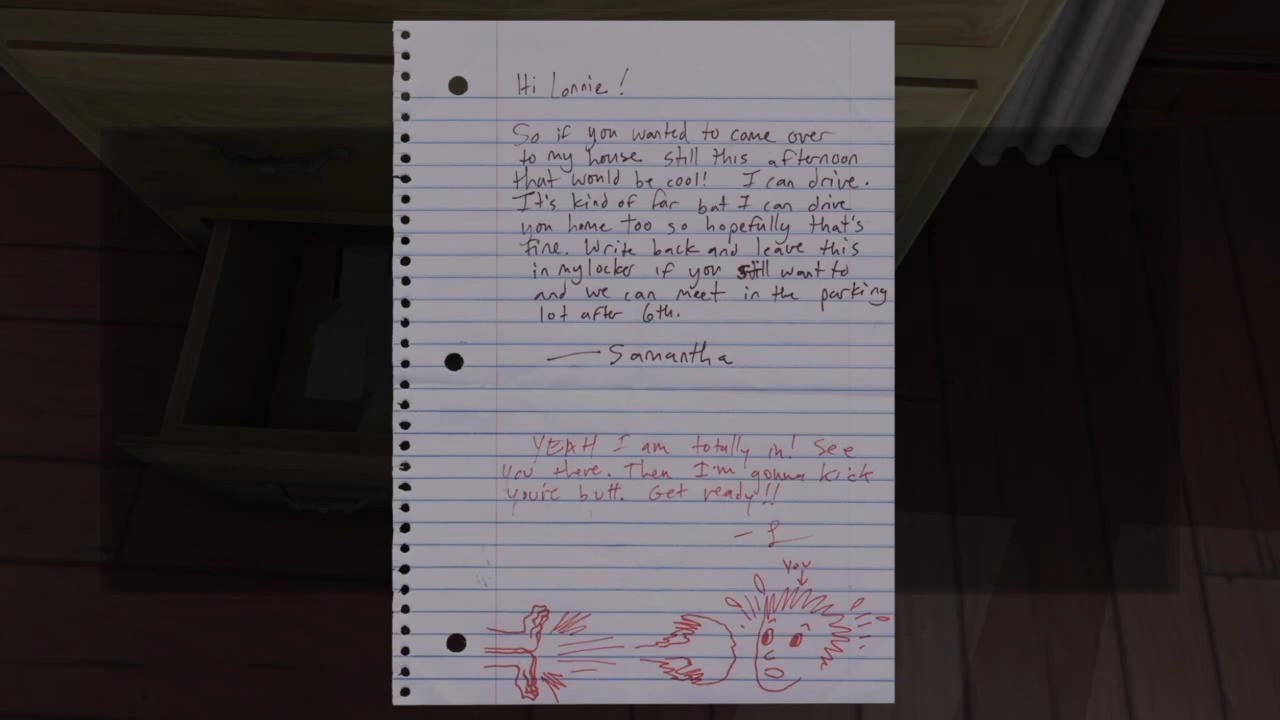 Hi Lonnie!
So if you wanted to come over
to my house still this afternoon
that would be cool! I can drive.
It's kind of far but I can drive
you home too so hopefully that's
fine. Write back and leave this
in my locker if you still want to
and we can meet in the parking
lot after 6th.
— Samantha
YEAH I am totally in! See
you there. Then I'm gonna kick
you're butt. Get ready!!
- L
you